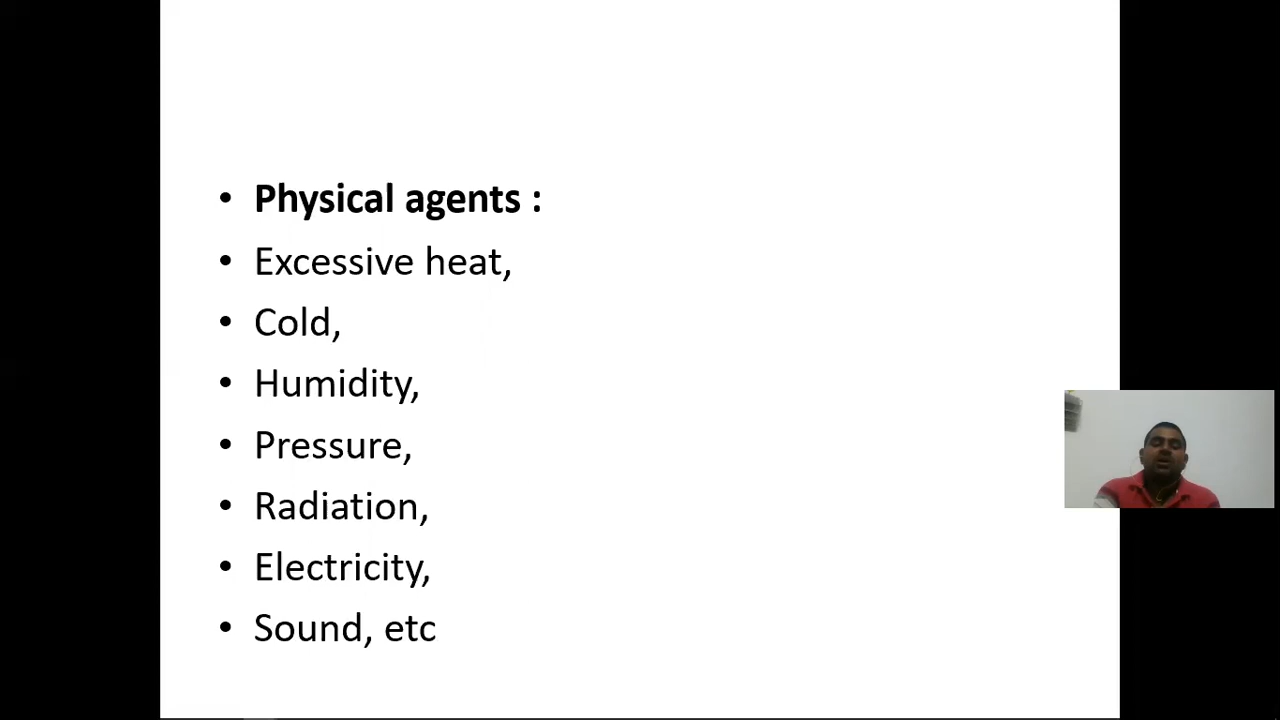 • Physical agents :
• Excessive heat,
• Cold,
• Humidity,
• Pressure,
• Radiation,
• Electricity,
• Sound, etc